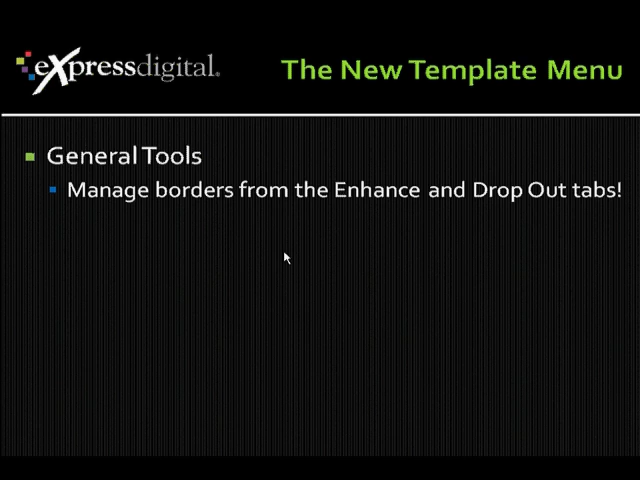 eXpressdigital®
The New Template Menu
General Tools
Manage borders from the Enhance and Drop Out tabs!